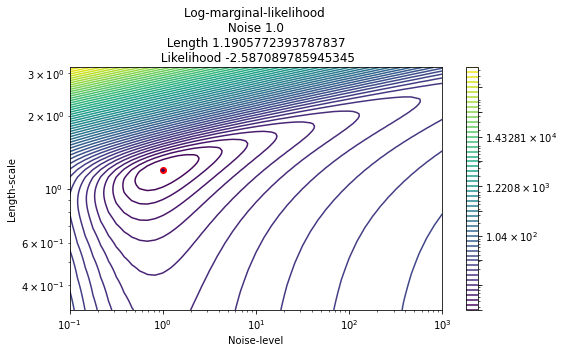 Log-marginal-likelihood
Noise 1.0
Length 1.1905772393787837
Likelihood -2.587089785945345
3 × 10⁰
2 × 10⁰
10⁰
6 × 10⁻¹
4 × 10⁻¹
Length-scale
10⁻¹ 10⁰ 10¹ 10² 10³
Noise-level
1.43281 × 10⁴
1.2208 × 10³
1.04 × 10²